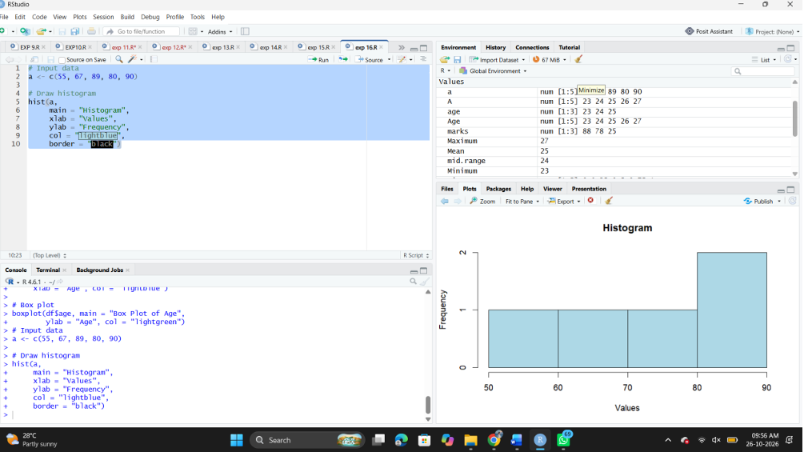 RStudio
File Edit Code View Plots Session Build Debug Profile Tools Help
Go to file/function Addins Posit Assistant Project: (None)
EXP 9.R EXP10.R exp 11.R* exp 12.R* exp 13.R exp 14.R exp 15.R exp 16.R
Source on Save Run Source
1 # Input data
2 a <- c(55, 67, 89, 80, 90)
3
4 # Draw histogram
5 hist(a,
6 main = "Histogram",
7 xlab = "Values",
8 ylab = "Frequency",
9 col = "lightblue",
10 border = "black")
10:23 (Top Level) R Script
Console Terminal Background Jobs
R 4.6.1 ~/
+ xlab = "Age", col = "lightblue")
>
> # Box plot
> boxplot(df$age, main = "Box Plot of Age",
+ ylab = "Age", col = "lightgreen")
> # Input data
> a <- c(55, 67, 89, 80, 90)
>
> # Draw histogram
> hist(a,
+ main = "Histogram",
+ xlab = "Values",
+ ylab = "Frequency",
+ col = "lightblue",
+ border = "black")
>
Environment History Connections Tutorial
Import Dataset 67 MiB List
R Global Environment
Values
a num [1:5] 89 80 90
Minimize
A num [1:5] 23 24 25 26 27
age num [1:3] 23 24 25
Age num [1:5] 23 24 25 26 27
marks num [1:3] 88 78 25
Maximum 27
Mean 25
mid.range 24
Minimum 23
Files Plots Packages Help Viewer Presentation
Zoom Fit to Pane Export Publish
Histogram
Frequency
2
1
0
50 60 70 80 90
Values
28°C
Partly sunny
Search
09:56 AM
26-10-2026